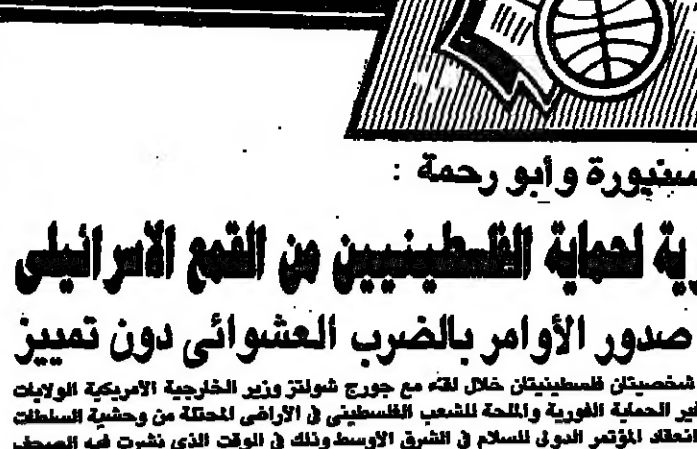 سنيورة وأبو رحمة :
ية لحماية الفلسطينيين من القمع الاسرائيلى
صدور الأوامر بالضرب العشوائى دون تمييز
شخصيتان فلسطينيتان خلال لقاء مع جورج شولتز وزير الخارجية الأمريكية الولايات
ير الحماية الفورية والملحة للشعب الفلسطينى فى الأراضى المحتلة من وحشية السلطات
انعقاد المؤتمر الدولى للسلام فى الشرق الأوسط وذلك فى الوقت الذى نشرت فيه الصحف